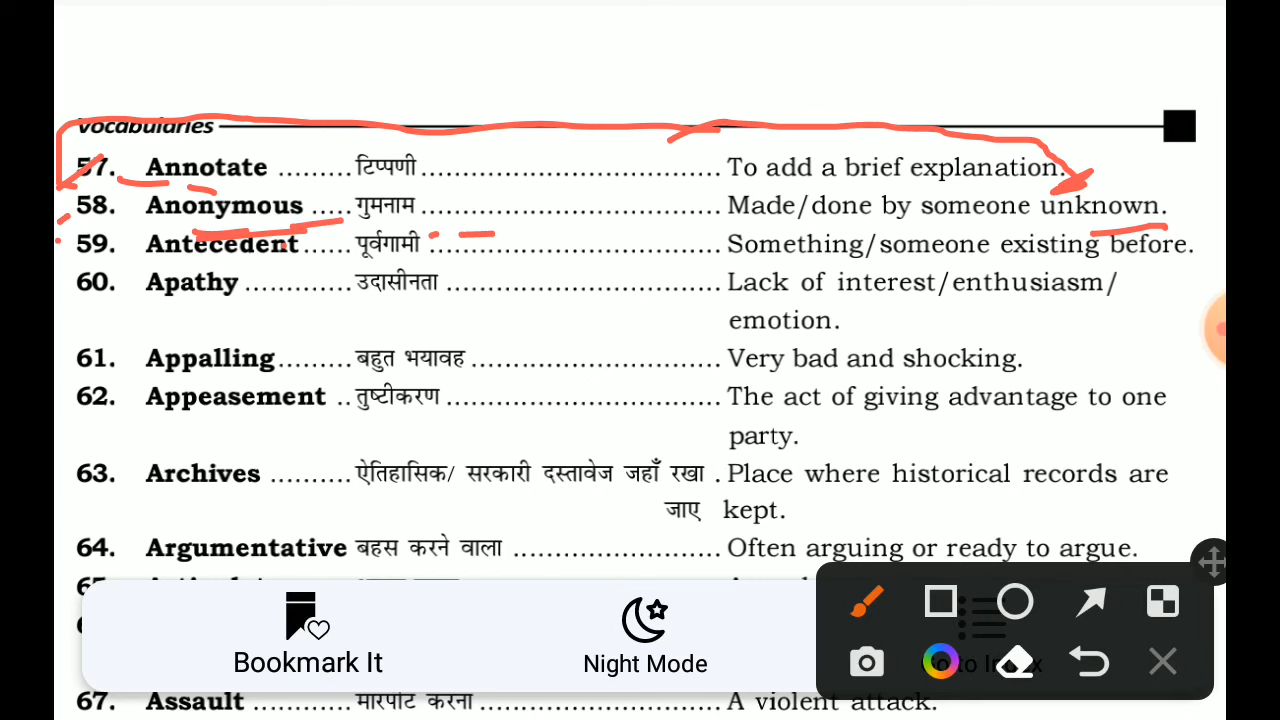 Vocabularies
57. Annotate ......... टिप्पणी ................................... To add a brief explanation.
58. Anonymous ..... गुमनाम ................................... Made/done by someone unknown.
59. Antecedent ...... पूर्वगामी ................................... Something/someone existing before.
60. Apathy ............ उदासीनता ................................ Lack of interest/enthusiasm/
emotion.
61. Appalling ......... बहुत भयावह .............................. Very bad and shocking.
62. Appeasement .. तुष्टीकरण ................................ The act of giving advantage to one
party.
63. Archives .......... ऐतिहासिक/ सरकारी दस्तावेज जहाँ रखा . Place where historical records are
जाए kept.
64. Argumentative बहस करने वाला ......................... Often arguing or ready to argue.
Bookmark It
Night Mode
67. Assault ........... मारपीट करना ............................. A violent attack.